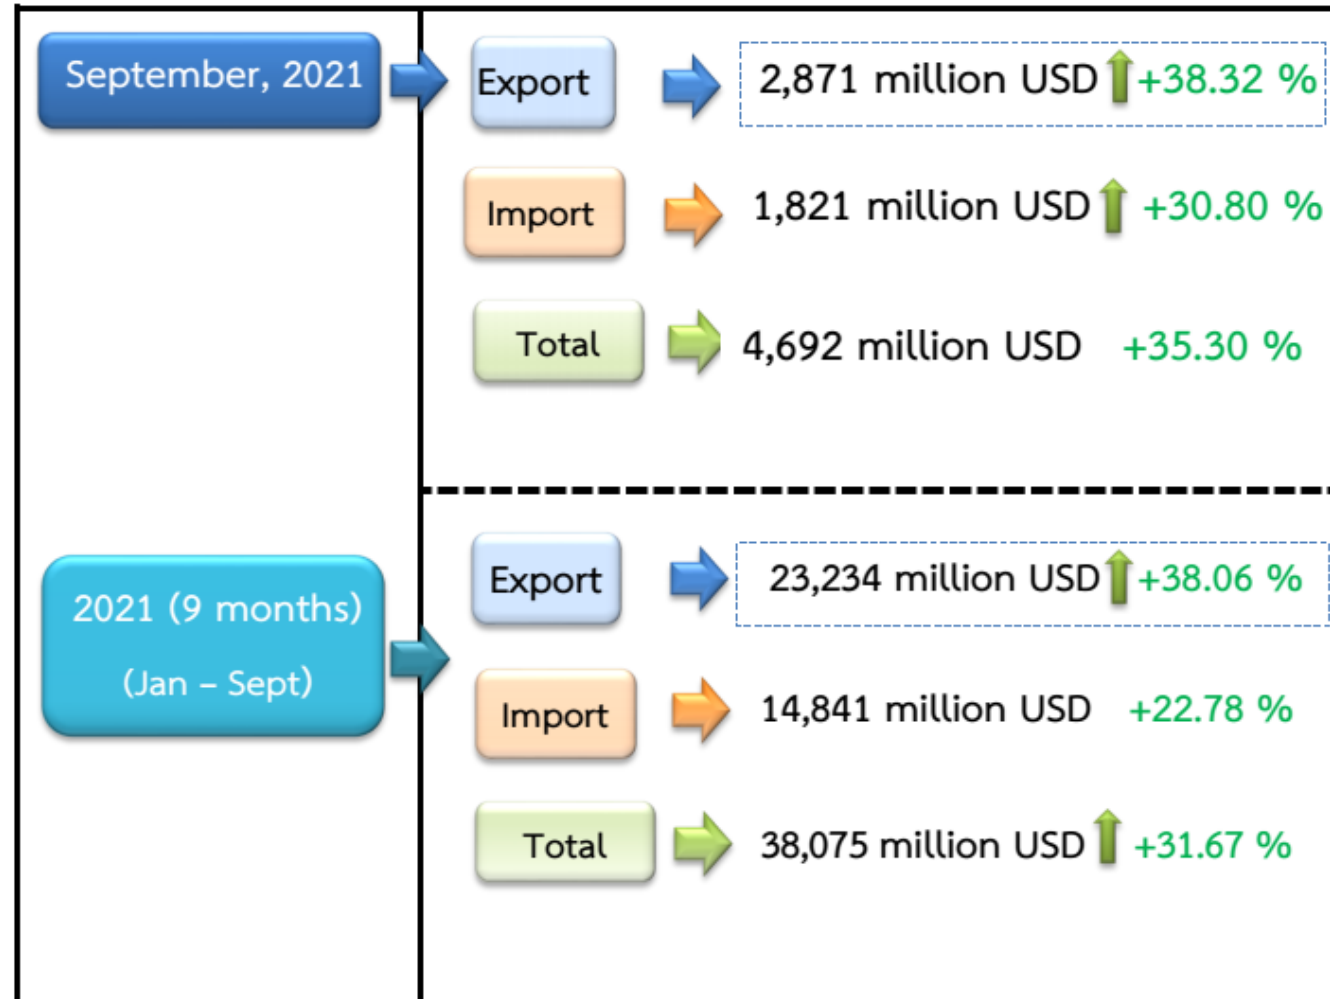 September, 2021
Export
2,871 million USD +38.32 %
Import
1,821 million USD +30.80 %
Total
4,692 million USD +35.30 %
2021 (9 months)
(Jan – Sept)
Export
23,234 million USD +38.06 %
Import
14,841 million USD +22.78 %
Total
38,075 million USD +31.67 %